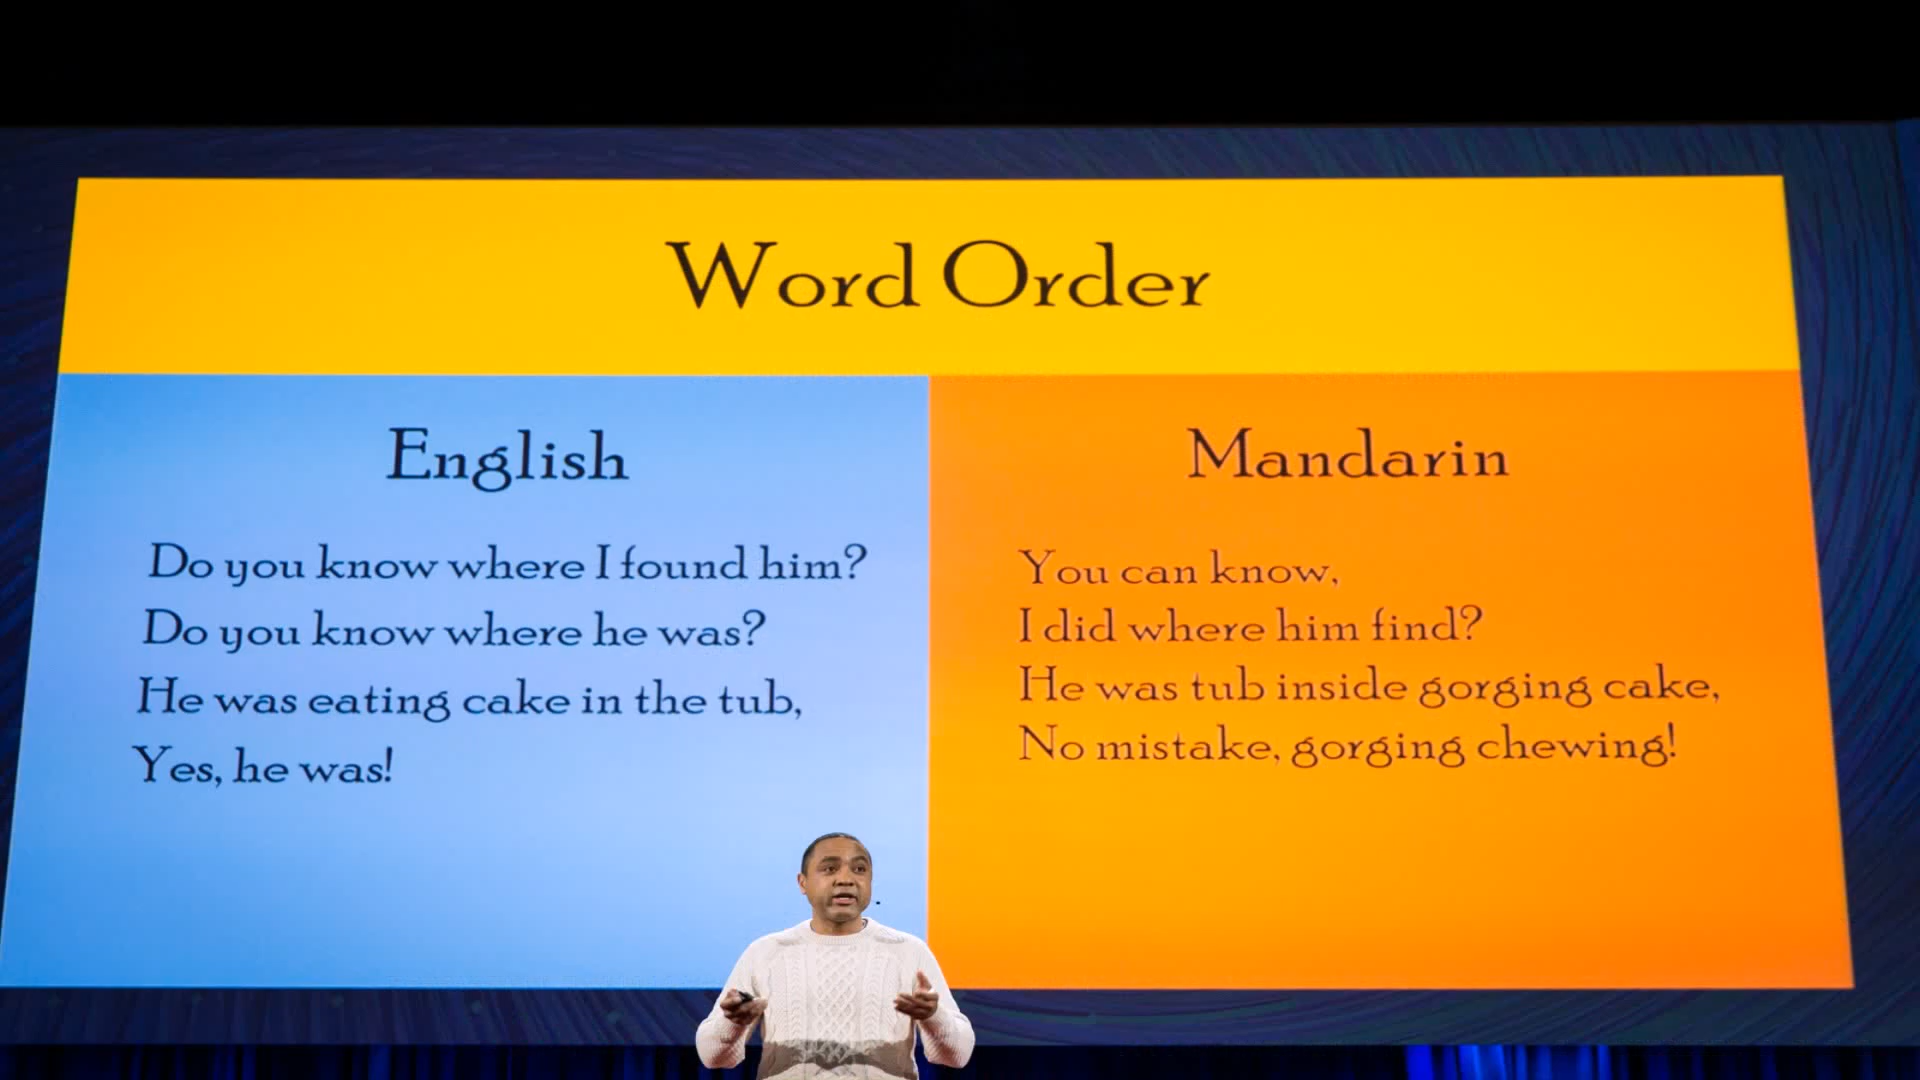 Word Order
English
Do you know where I found him?
Do you know where he was?
He was eating cake in the tub,
Yes, he was!
Mandarin
You can know,
I did where him find?
He was tub inside gorging cake,
No mistake, gorging chewing!